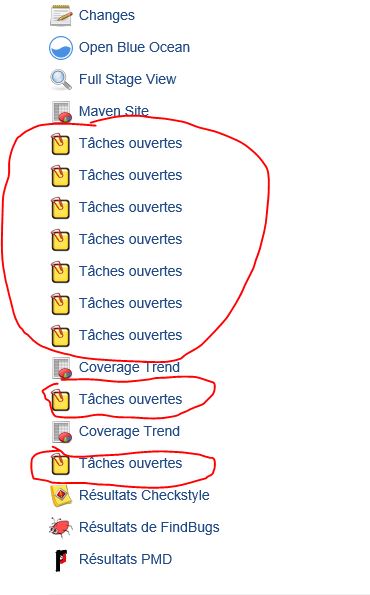 Changes
Open Blue Ocean
Full Stage View
Maven Site
Tâches ouvertes
Tâches ouvertes
Tâches ouvertes
Tâches ouvertes
Tâches ouvertes
Tâches ouvertes
Tâches ouvertes
Coverage Trend
Tâches ouvertes
Coverage Trend
Tâches ouvertes
Résultats Checkstyle
Résultats de FindBugs
Résultats PMD